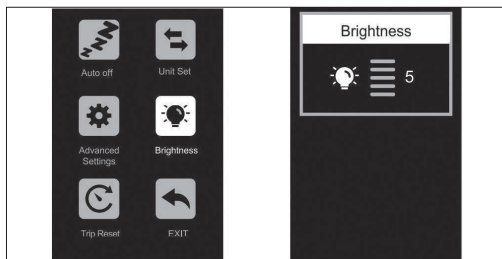 Auto off
Unit Set
Advanced
Settings
Brightness
Trip Reset
EXIT
Brightness
5